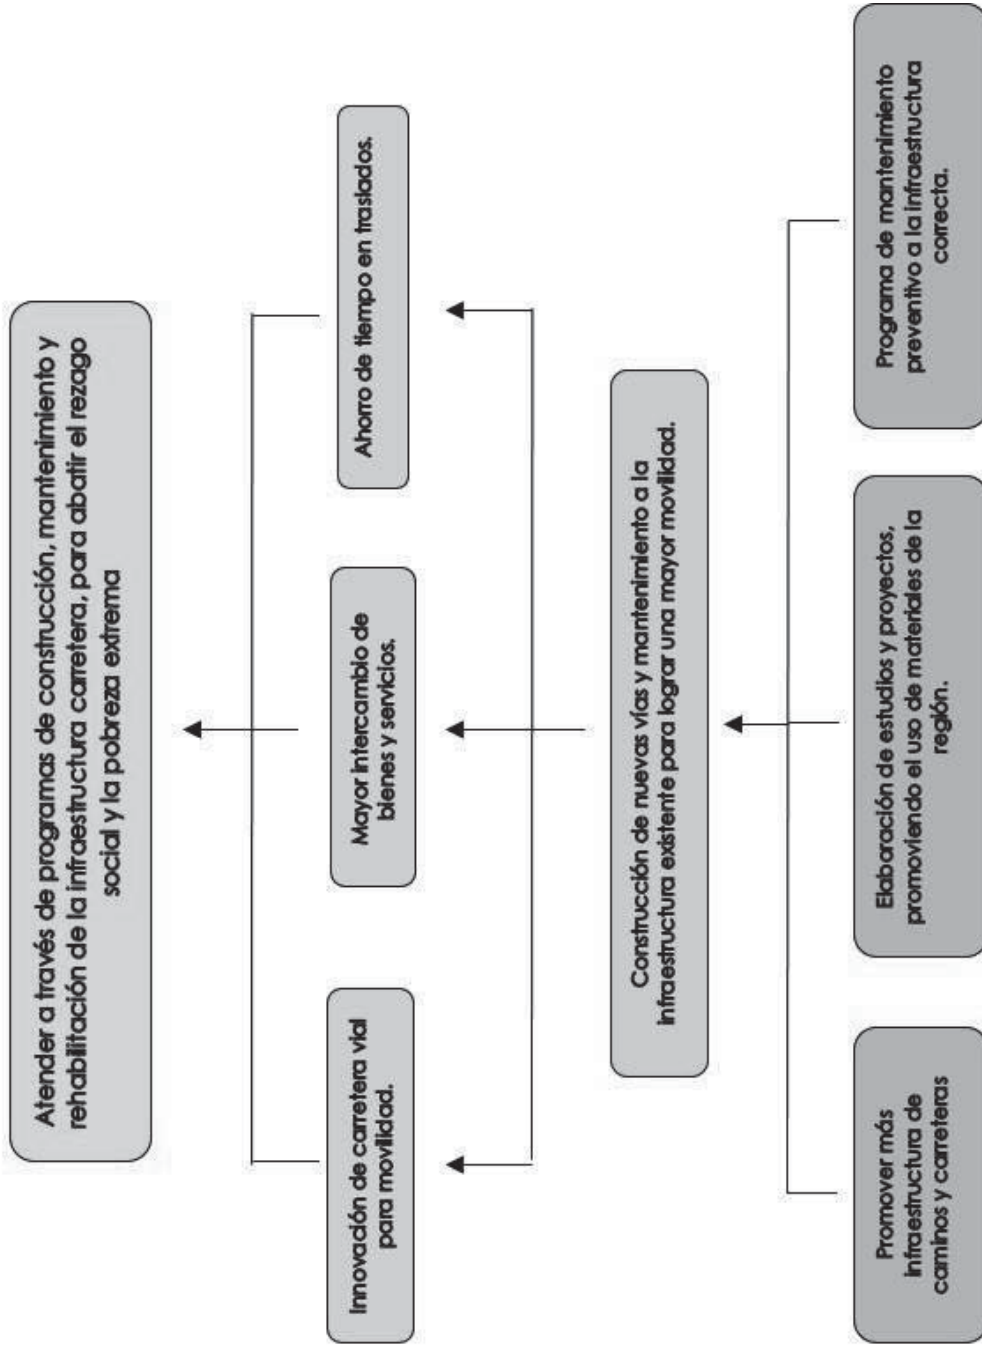 Atender a través de programas de construcción, mantenimiento y
rehabilitación de la infraestructura carretera, para abatir el rezago
social y la pobreza extrema
Innovación de carretera vial
para movilidad.
Mayor intercambio de
bienes y servicios.
Ahorro de tiempo en traslados.
Construcción de nuevas vías y mantenimiento a la
infraestructura existente para lograr una mayor movilidad.
Promover más
infraestructura de
caminos y carreteras
Elaboración de estudios y proyectos,
promoviendo el uso de materiales de la
región.
Programa de mantenimiento
preventivo a la infraestructura
correcta.